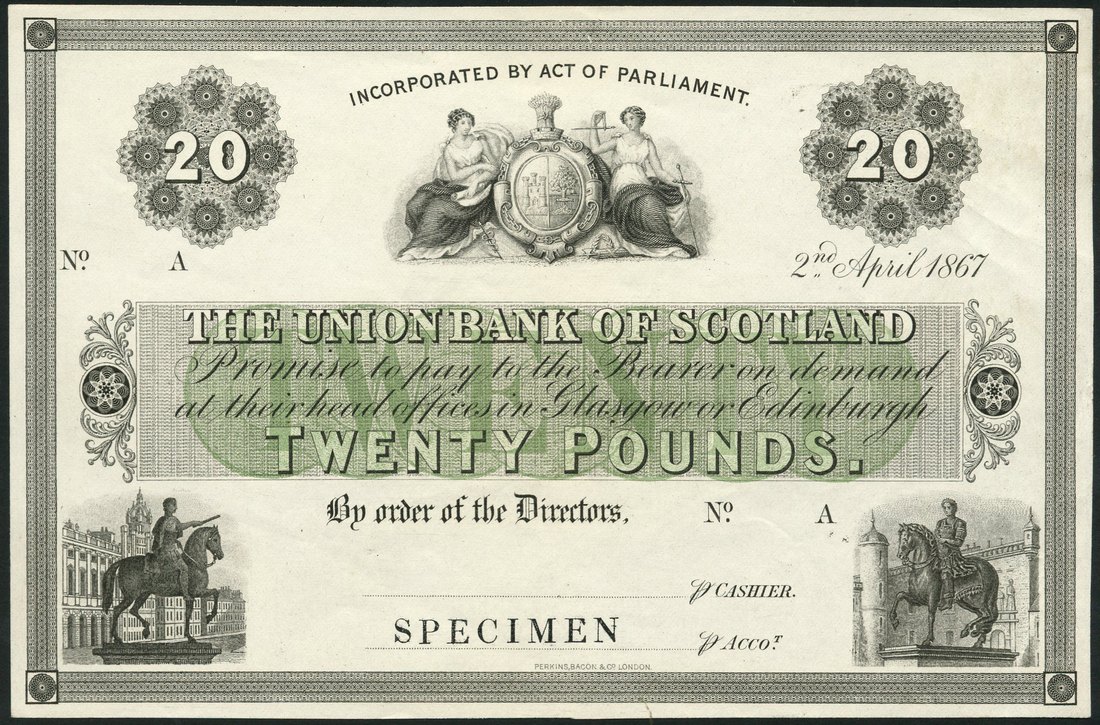 INCORPORATED BY ACT OF PARLIAMENT.
20 20
Nº A 2nd April 1867
THE UNION BANK OF SCOTLAND
Promise to pay to the Bearer on demand
at their head offices in Glasgow or Edinburgh
TWENTY POUNDS.
TWENTY
By order of the Directors, Nº A
p CASHIER.
SPECIMEN p ACCOT.
PERKINS, BACON & Cº LONDON.